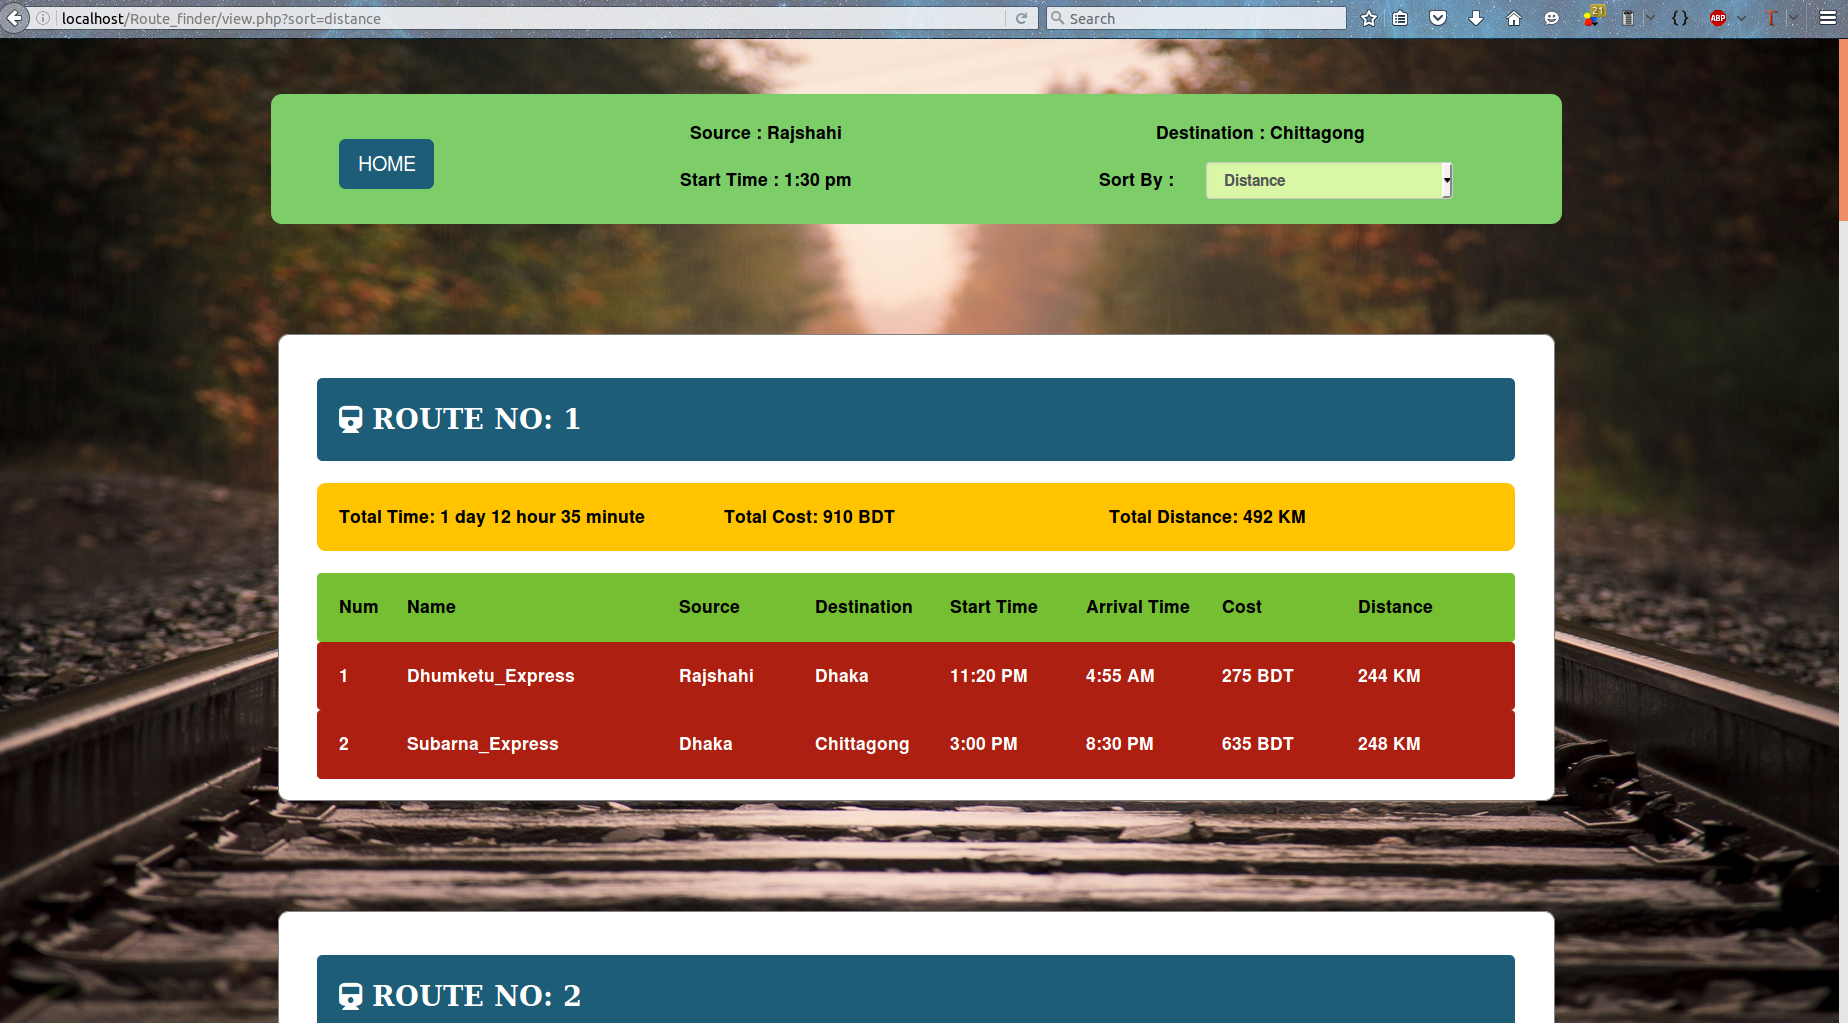 localhost/Route_finder/view.php?sort=distance
Search
21
ABP
T
HOME
Source : Rajshahi
Destination : Chittagong
Start Time : 1:30 pm
Sort By :
Distance
ROUTE NO: 1
Total Time: 1 day 12 hour 35 minute Total Cost: 910 BDT Total Distance: 492 KM
Num Name Source Destination Start Time Arrival Time Cost Distance
1 Dhumketu_Express Rajshahi Dhaka 11:20 PM 4:55 AM 275 BDT 244 KM
2 Subarna_Express Dhaka Chittagong 3:00 PM 8:30 PM 635 BDT 248 KM
ROUTE NO: 2